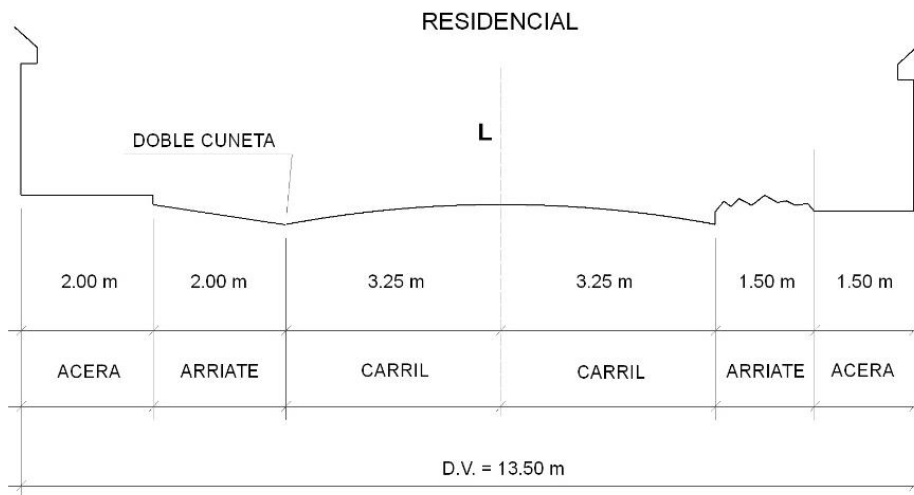 RESIDENCIAL
L
DOBLE CUNETA
2.00 m 2.00 m 3.25 m 3.25 m 1.50 m 1.50 m
ACERA ARRIATE CARRIL CARRIL ARRIATE ACERA
D.V. = 13.50 m